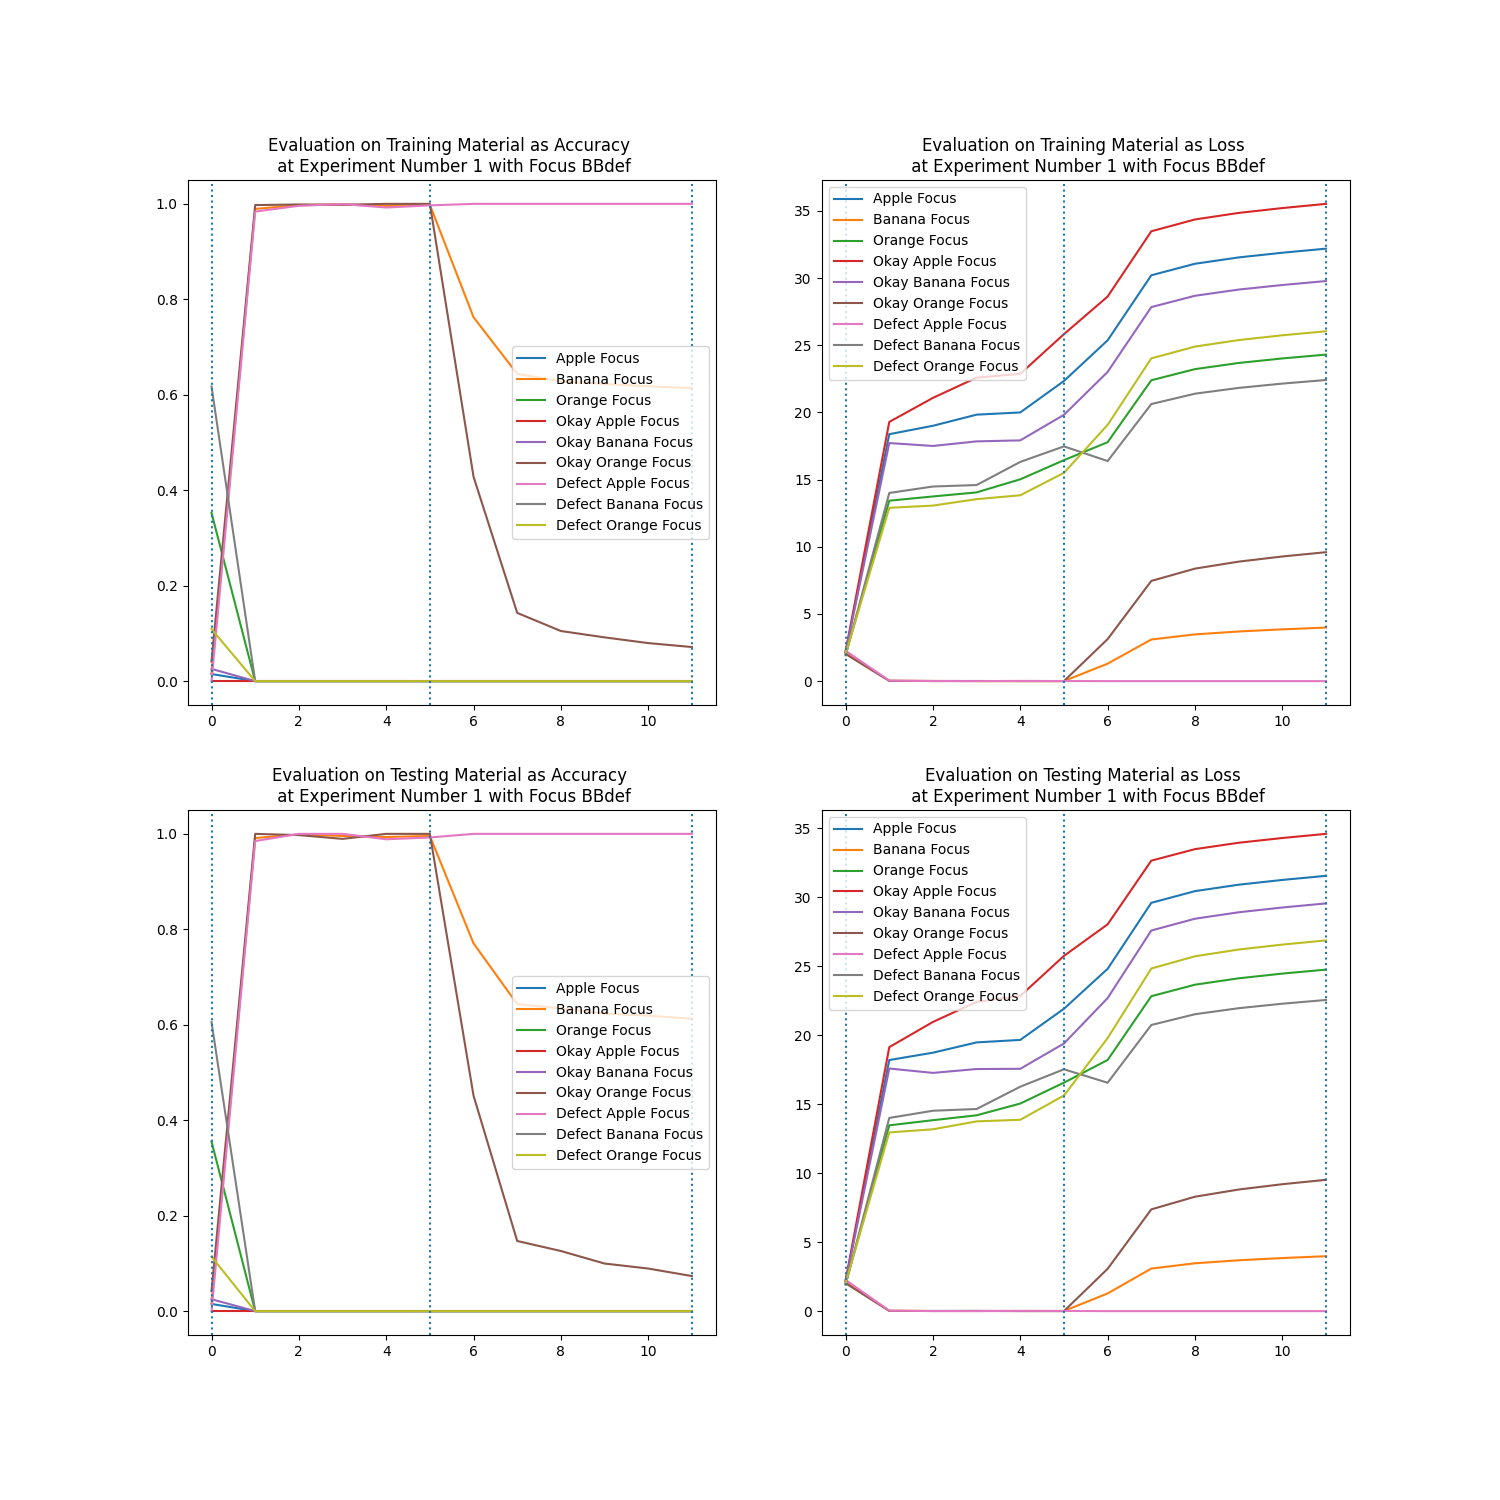 Evaluation on Training Material as Accuracy
at Experiment Number 1 with Focus BBdef
1.0
0.8
0.6
0.4
0.2
0.0
0 2 4 6 8 10
Apple Focus
Banana Focus
Orange Focus
Okay Apple Focus
Okay Banana Focus
Okay Orange Focus
Defect Apple Focus
Defect Banana Focus
Defect Orange Focus
Evaluation on Training Material as Loss
at Experiment Number 1 with Focus BBdef
35
30
25
20
15
10
5
0
0 2 4 6 8 10
Apple Focus
Banana Focus
Orange Focus
Okay Apple Focus
Okay Banana Focus
Okay Orange Focus
Defect Apple Focus
Defect Banana Focus
Defect Orange Focus
Evaluation on Testing Material as Accuracy
at Experiment Number 1 with Focus BBdef
1.0
0.8
0.6
0.4
0.2
0.0
0 2 4 6 8 10
Apple Focus
Banana Focus
Orange Focus
Okay Apple Focus
Okay Banana Focus
Okay Orange Focus
Defect Apple Focus
Defect Banana Focus
Defect Orange Focus
Evaluation on Testing Material as Loss
at Experiment Number 1 with Focus BBdef
35
30
25
20
15
10
5
0
0 2 4 6 8 10
Apple Focus
Banana Focus
Orange Focus
Okay Apple Focus
Okay Banana Focus
Okay Orange Focus
Defect Apple Focus
Defect Banana Focus
Defect Orange Focus